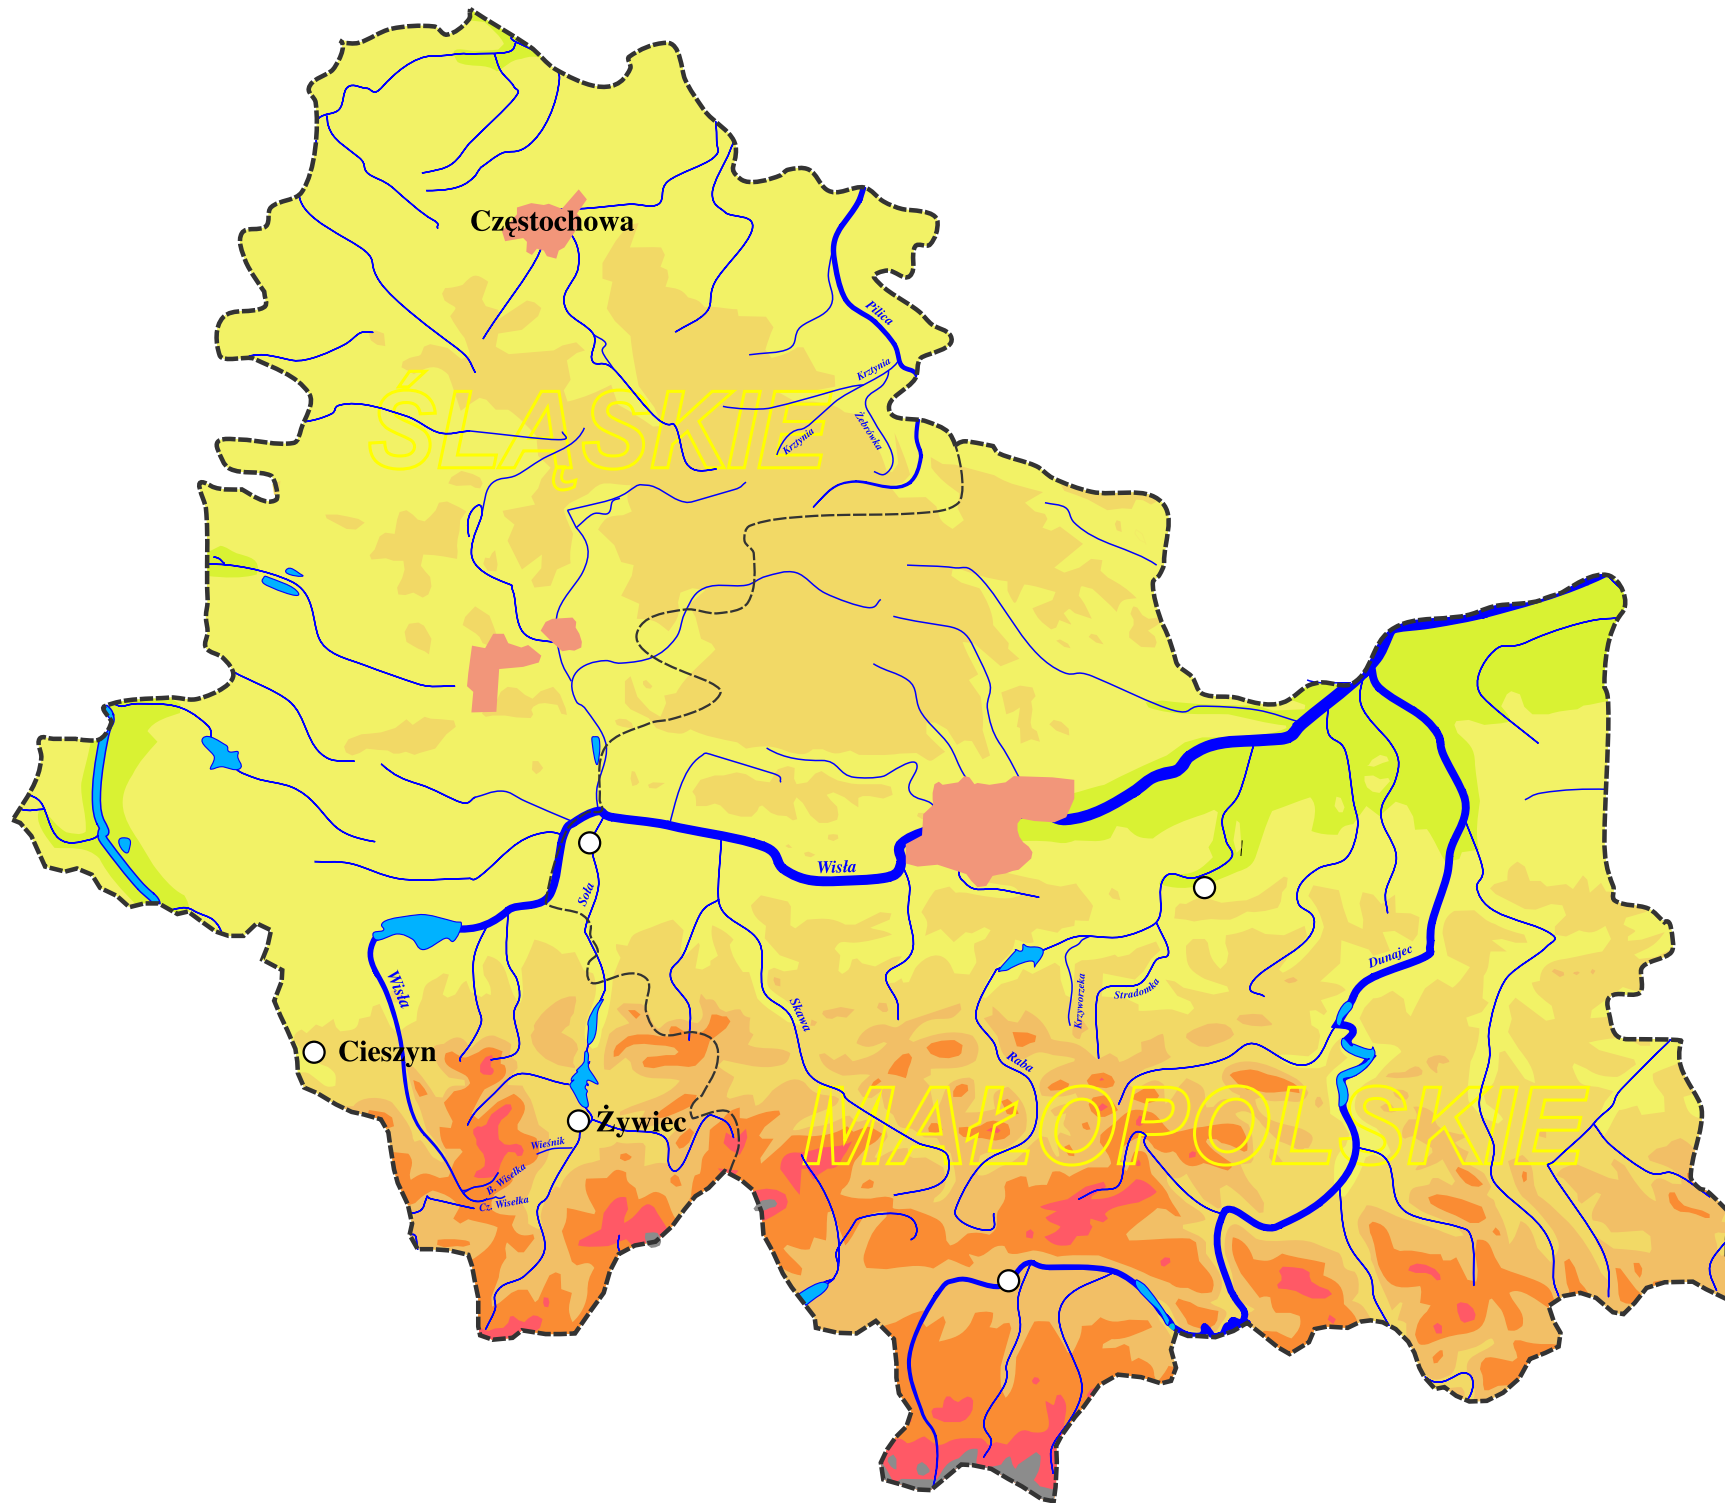 Częstochowa
Pilica
Krztynia
ŚLĄSKIE
Żebrówka
Krztynia
Wisła
Soła
Dunajec
Wisła
Krzyworzeka
Stradomka
Skawa
Cieszyn
Raba
Żywiec
MAŁOPOLSKIE
Wieśnik
B. Wisełka
Cz. Wisełka